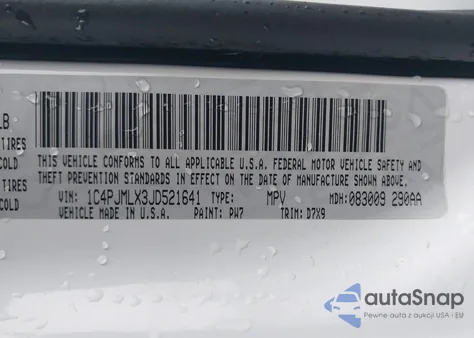 LB
TIRES
COLD
TIRES
COLD
THIS VEHICLE CONFORMS TO ALL APPLICABLE U.S.A. FEDERAL MOTOR VEHICLE SAFETY AND
THEFT PREVENTION STANDARDS IN EFFECT ON THE DATE OF MANUFACTURE SHOWN ABOVE.
VIN: 1C4PJMLX3JD521641 TYPE: MPV MDH: 083009 290AA
VEHICLE MADE IN U.S.A. PAINT: PW7 TRIM: D7X9
autoSnap
Pewne auta z aukcji USA i EU